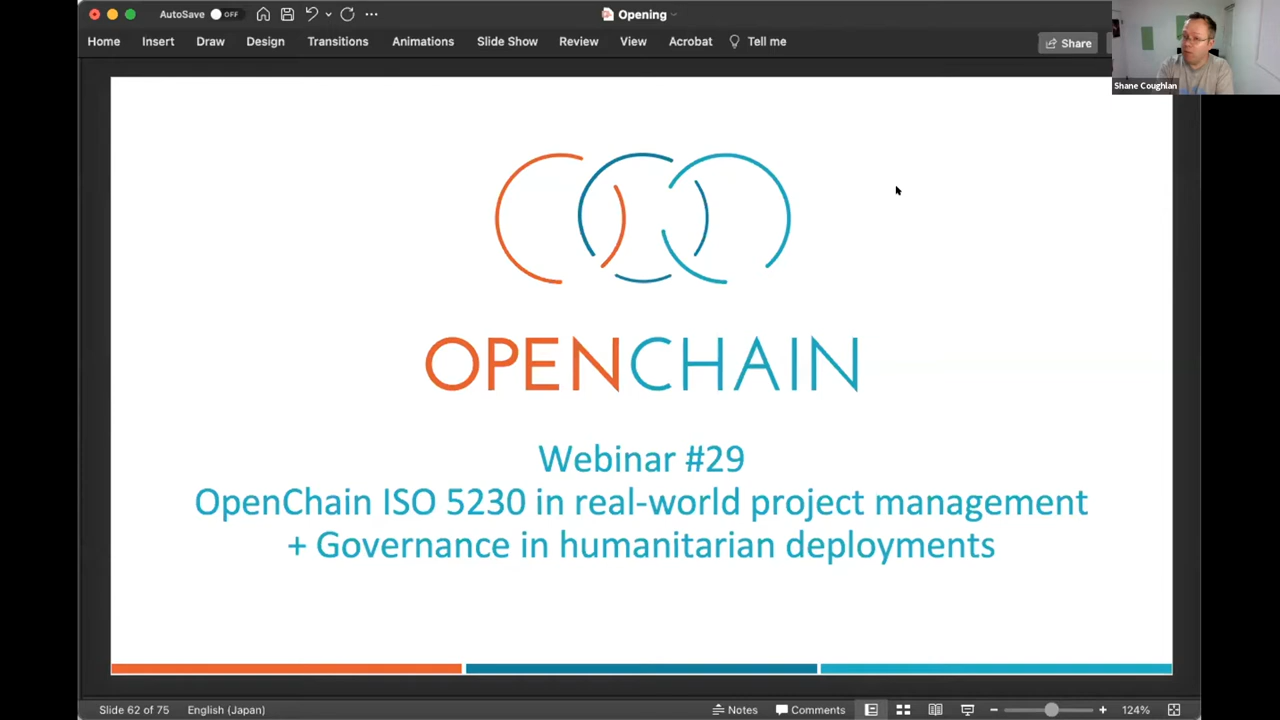 AutoSave OFF
Opening
Home Insert Draw Design Transitions Animations Slide Show Review View Acrobat Tell me
Share
Shane Coughlan
OPENCHAIN
Webinar #29
OpenChain ISO 5230 in real-world project management
+ Governance in humanitarian deployments
Slide 62 of 75 English (Japan) Notes Comments 124%